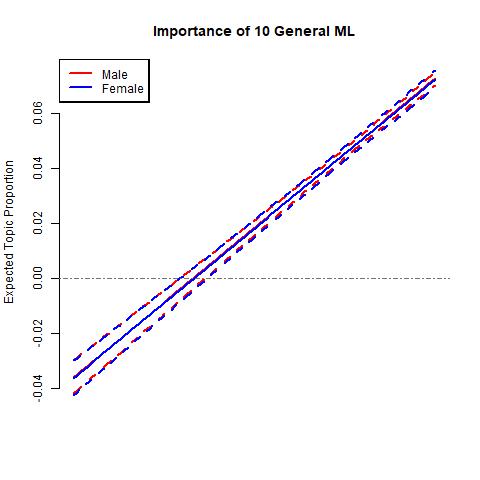 Importance of 10 General ML
Male
Female
Expected Topic Proportion
0.06
0.04
0.02
0.00
-0.02
-0.04